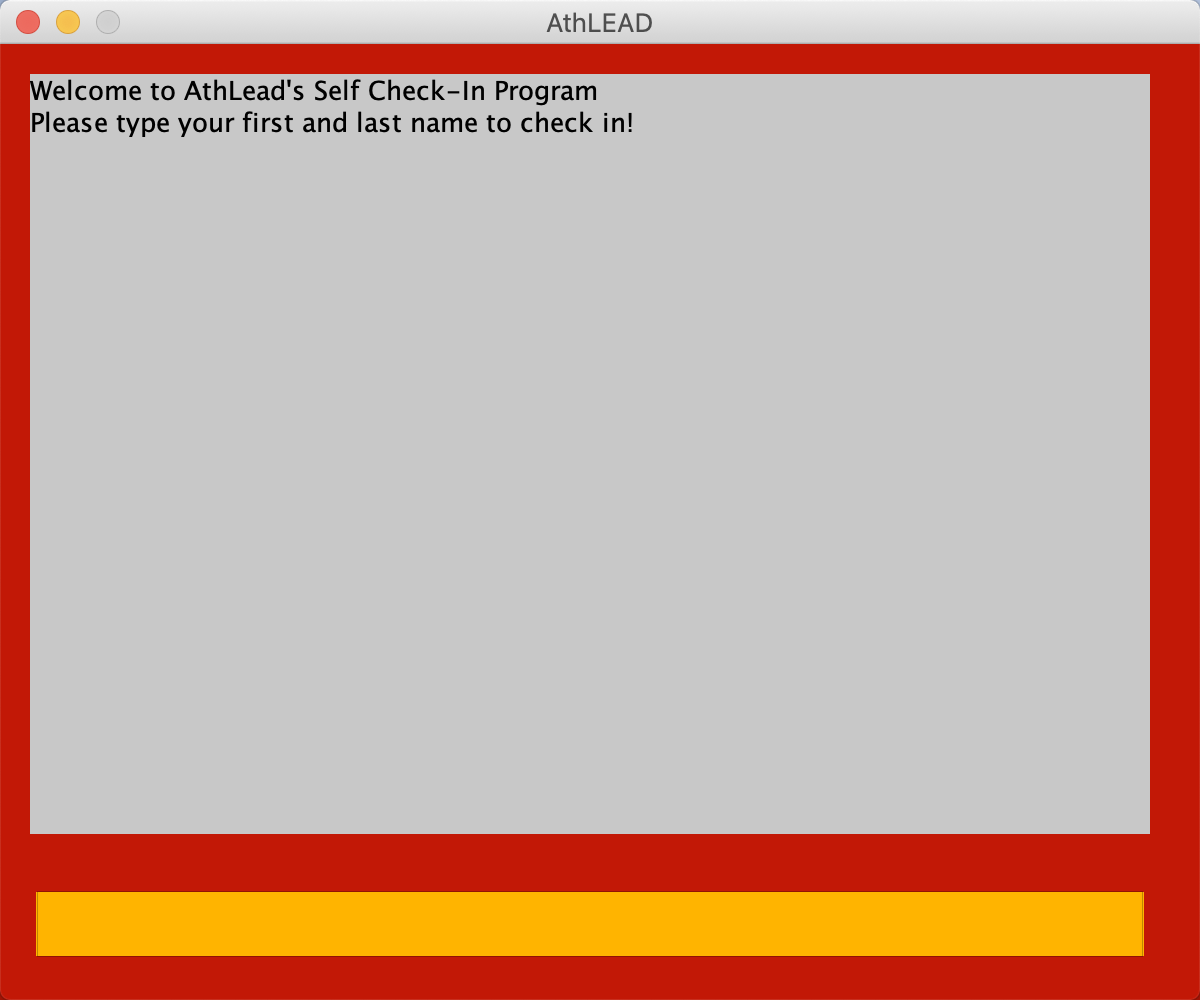 AthLEAD
Welcome to AthLead's Self Check-In Program
Please type your first and last name to check in!